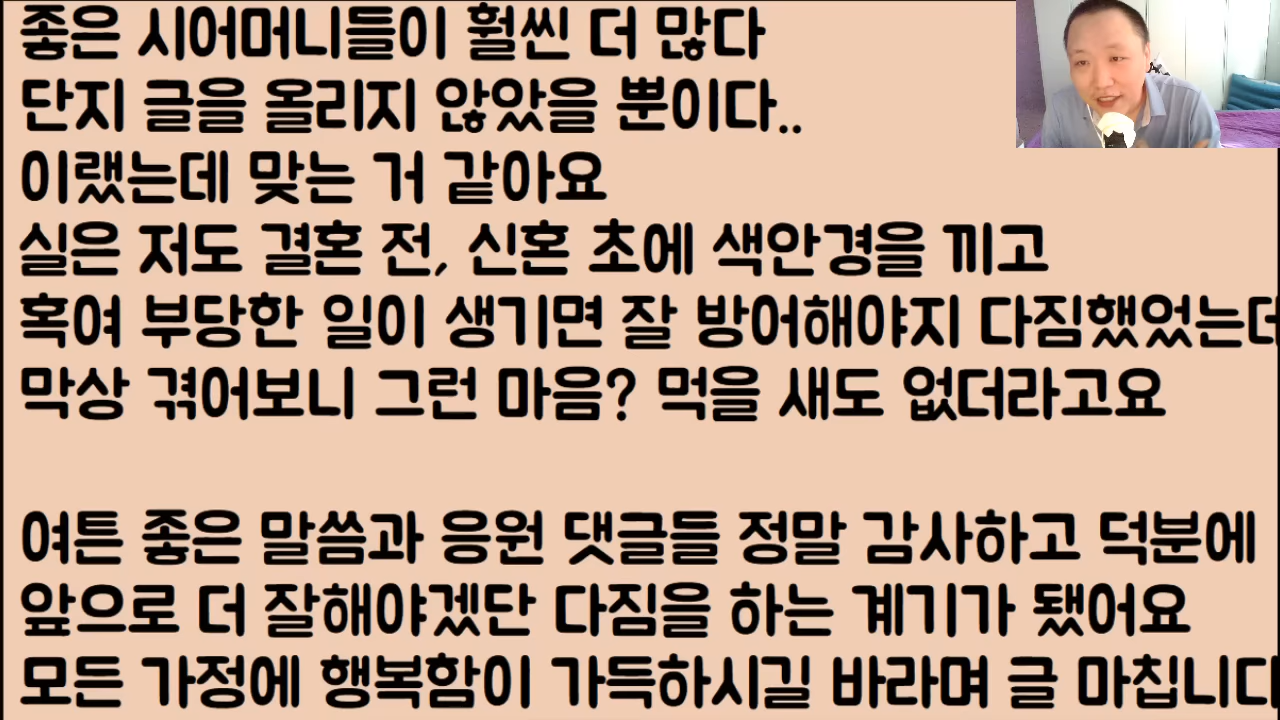 좋은 시어머니들이 훨씬 더 많다
단지 글을 올리지 않았을 뿐이다..
이랬는데 맞는 거 같아요
실은 저도 결혼 전, 신혼 초에 색안경을 끼고
혹여 부당한 일이 생기면 잘 방어해야지 다짐했었는데
막상 겪어보니 그런 마음? 먹을 새도 없더라고요
여튼 좋은 말씀과 응원 댓글들 정말 감사하고 덕분에
앞으로 더 잘해야겠단 다짐을 하는 계기가 됐어요
모든 가정에 행복함이 가득하시길 바라며 글 마칩니다